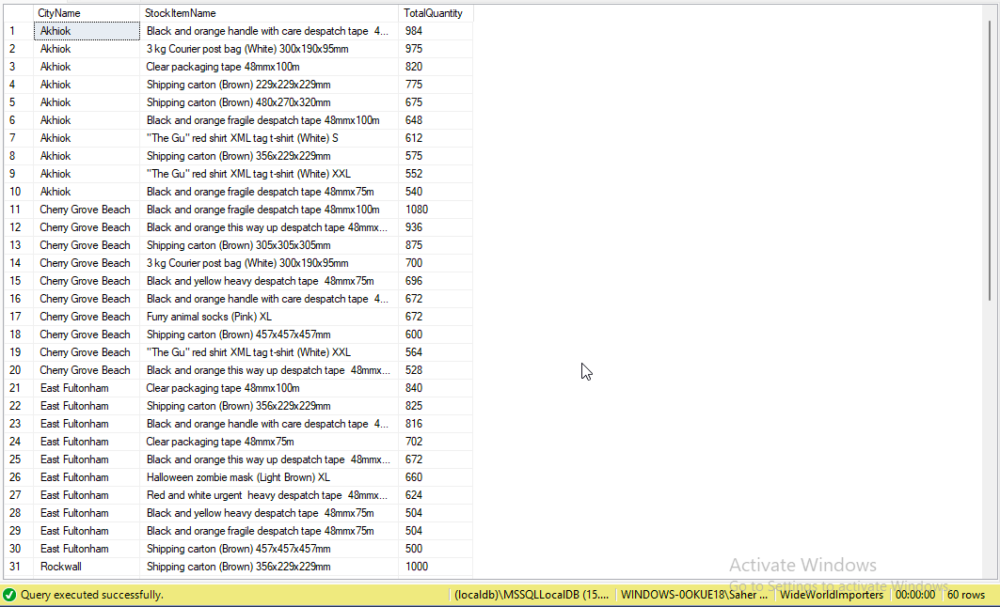 CityName StockItemName TotalQuantity
1 Akhiok Black and orange handle with care despatch tape 4... 984
2 Akhiok 3 kg Courier post bag (White) 300x190x95mm 975
3 Akhiok Clear packaging tape 48mmx100m 820
4 Akhiok Shipping carton (Brown) 229x229x229mm 775
5 Akhiok Shipping carton (Brown) 480x270x320mm 675
6 Akhiok Black and orange fragile despatch tape 48mmx100m 648
7 Akhiok "The Gu" red shirt XML tag t-shirt (White) S 612
8 Akhiok Shipping carton (Brown) 356x229x229mm 575
9 Akhiok "The Gu" red shirt XML tag t-shirt (White) XXL 552
10 Akhiok Black and orange fragile despatch tape 48mmx75m 540
11 Cherry Grove Beach Black and orange fragile despatch tape 48mmx100m 1080
12 Cherry Grove Beach Black and orange this way up despatch tape 48mmx... 936
13 Cherry Grove Beach Shipping carton (Brown) 305x305x305mm 875
14 Cherry Grove Beach 3 kg Courier post bag (White) 300x190x95mm 700
15 Cherry Grove Beach Black and yellow heavy despatch tape 48mmx75m 696
16 Cherry Grove Beach Black and orange handle with care despatch tape 4... 672
17 Cherry Grove Beach Furry animal socks (Pink) XL 672
18 Cherry Grove Beach Shipping carton (Brown) 457x457x457mm 600
19 Cherry Grove Beach "The Gu" red shirt XML tag t-shirt (White) XXL 564
20 Cherry Grove Beach Black and orange this way up despatch tape 48mmx... 528
21 East Fultonham Clear packaging tape 48mmx100m 840
22 East Fultonham Shipping carton (Brown) 356x229x229mm 825
23 East Fultonham Black and orange handle with care despatch tape 4... 816
24 East Fultonham Clear packaging tape 48mmx75m 702
25 East Fultonham Black and orange this way up despatch tape 48mmx... 672
26 East Fultonham Halloween zombie mask (Light Brown) XL 660
27 East Fultonham Red and white urgent heavy despatch tape 48mmx... 624
28 East Fultonham Black and yellow heavy despatch tape 48mmx75m 504
29 East Fultonham Black and orange fragile despatch tape 48mmx75m 504
30 East Fultonham Shipping carton (Brown) 457x457x457mm 500
31 Rockwall Shipping carton (Brown) 356x229x229mm 1000
Activate Windows
Go to Settings to activate Windows.
Query executed successfully. (localdb)\MSSQLLocalDB (15.... WINDOWS-0OKUE18\Saher ... WideWorldImporters 00:00:00 60 rows